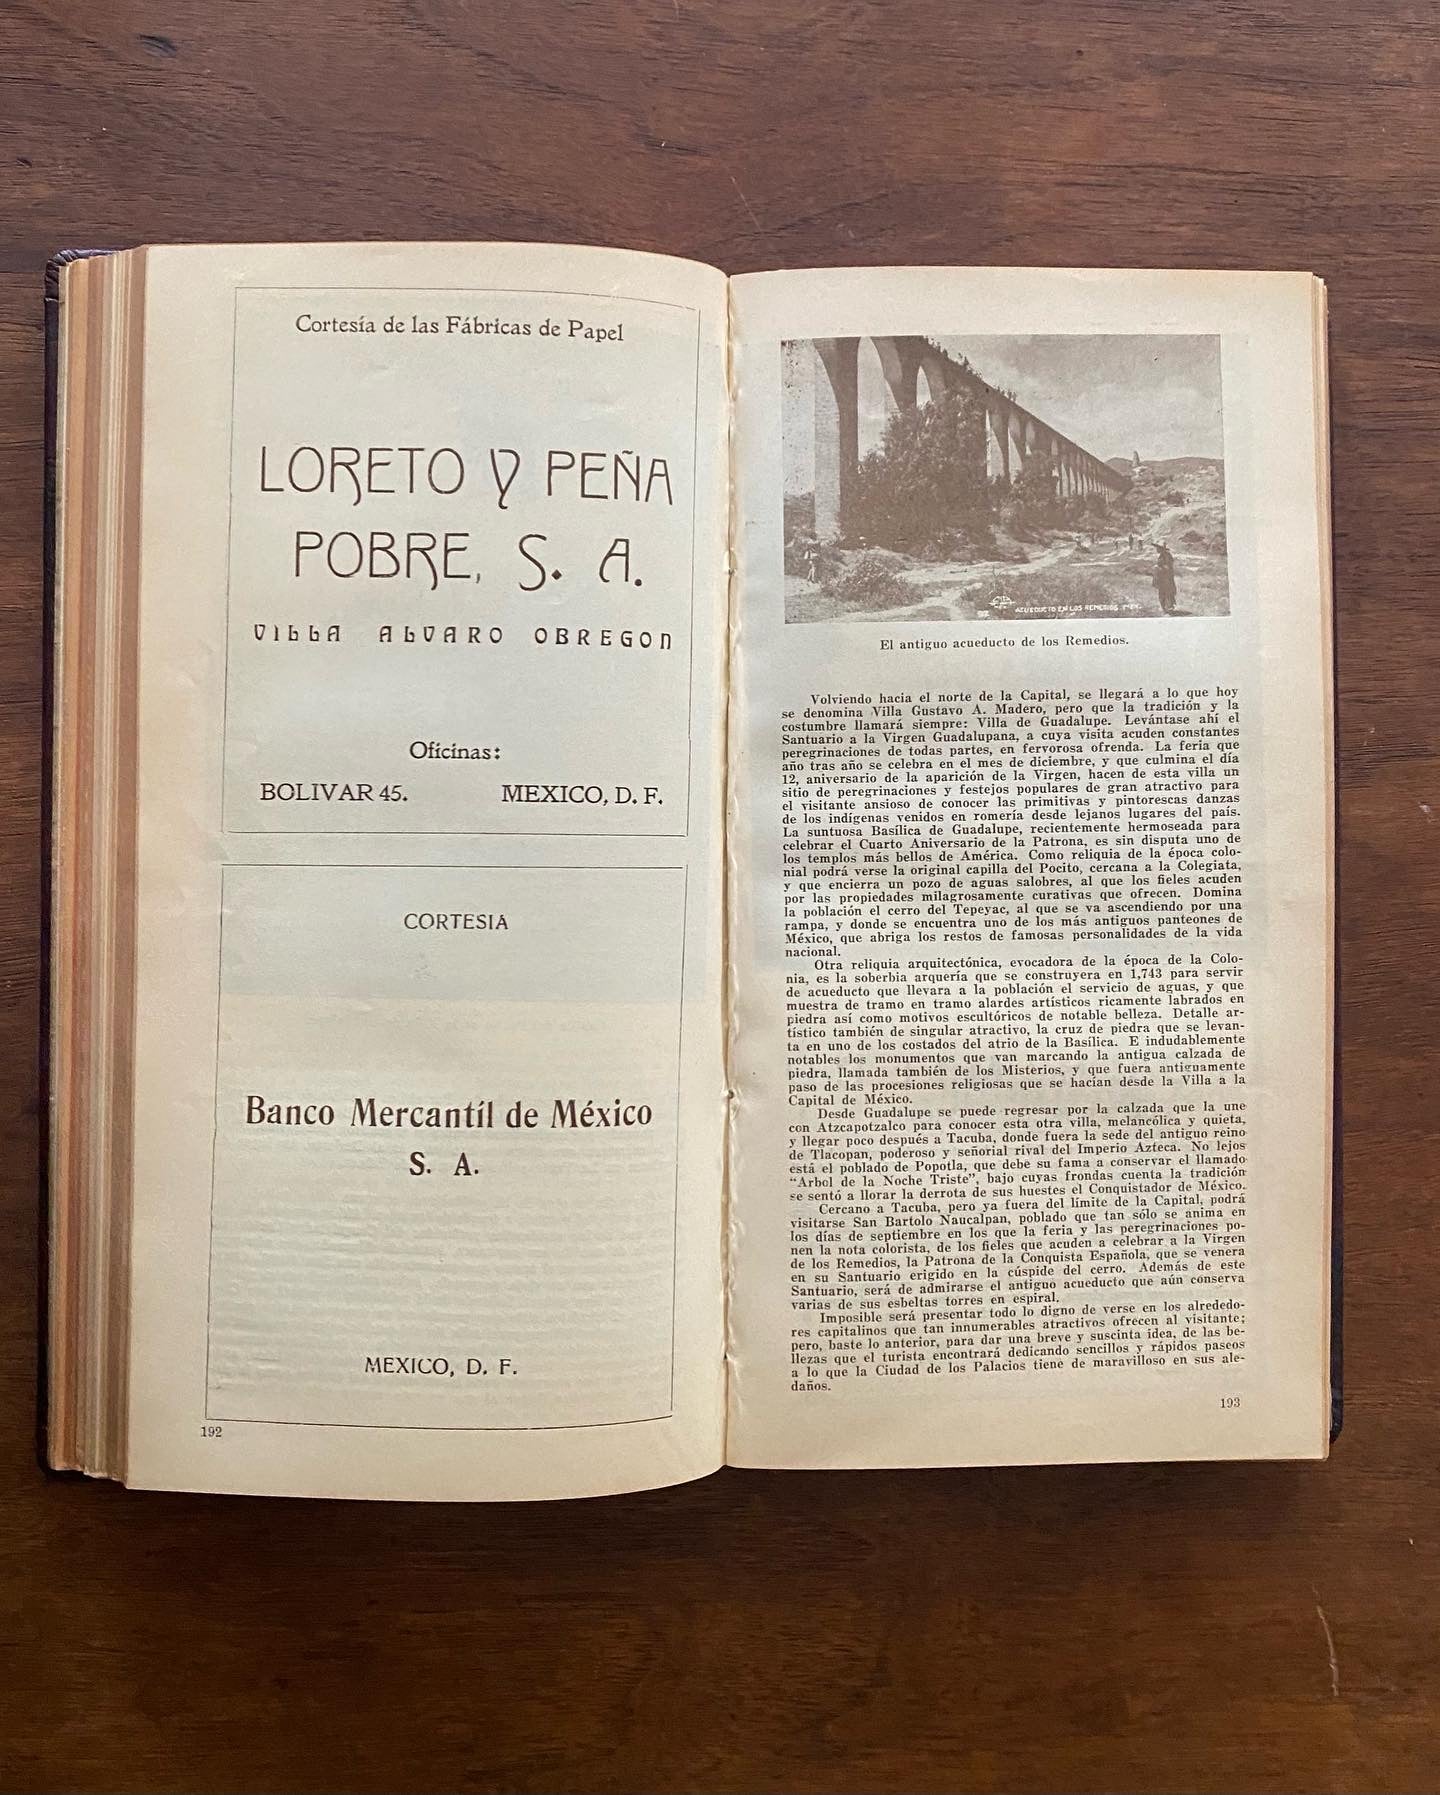 Cortesía de las Fábricas de Papel
LORETO Y PEÑA
POBRE, S. A.
VILLA ALVARO OBREGON
Oficinas:
BOLIVAR 45. MEXICO, D. F.
CORTESIA
Banco Mercantíl de México
S. A.
MEXICO, D. F.
192
ACUEDUCTO EN LOS REMEDIOS MEX.
El antiguo acueducto de los Remedios.
Volviendo hacia el norte de la Capital, se llegará a lo que hoy
se denomina Villa Gustavo A. Madero, pero que la tradición y la
costumbre llamará siempre: Villa de Guadalupe. Levántase ahí el
Santuario a la Virgen Guadalupana, a cuya visita acuden constantes
peregrinaciones de todas partes, en fervorosa ofrenda. La feria que
año tras año se celebra en el mes de diciembre, y que culmina el día
12, aniversario de la aparición de la Virgen, hacen de esta villa un
sitio de peregrinaciones y festejos populares de gran atractivo para
el visitante ansioso de conocer las primitivas y pintorescas danzas
de los indígenas venidos en romería desde lejanos lugares del país.
La suntuosa Basílica de Guadalupe, recientemente hermoseada para
celebrar el Cuarto Aniversario de la Patrona, es sin disputa uno de
los templos más bellos de América. Como reliquia de la época colo-
nial podrá verse la original capilla del Pocito, cercana a la Colegiata,
y que encierra un pozo de aguas salobres, al que los fieles acuden
por las propiedades milagrosamente curativas que ofrecen. Domina
la población el cerro del Tepeyac, al que se va ascendiendo por una
rampa, y donde se encuentra uno de los más antiguos panteones de
México, que abriga los restos de famosas personalidades de la vida
nacional.
Otra reliquia arquitectónica, evocadora de la época de la Colo-
nia, es la soberbia arquería que se construyera en 1,743 para servir
de acueducto que llevara a la población el servicio de aguas, y que
muestra de tramo en tramo alardes artísticos ricamente labrados en
piedra así como motivos escultóricos de notable belleza. Detalle ar-
tístico también de singular atractivo, la cruz de piedra que se levan-
ta en uno de los costados del atrio de la Basílica. E indudablemente
notables los monumentos que van marcando la antigua calzada de
piedra, llamada también de los Misterios, y que fuera antiguamente
paso de las procesiones religiosas que se hacían desde la Villa a la
Capital de México.
Desde Guadalupe se puede regresar por la calzada que la une
con Atzcapotzalco para conocer esta otra villa, melancólica y quieta,
y llegar poco después a Tacuba, donde fuera la sede del antiguo reino
de Tlacopan, poderoso y señorial rival del Imperio Azteca. No lejos
está el poblado de Popotla, que debe su fama a conservar el llamado
“Arbol de la Noche Triste”, bajo cuyas frondas cuenta la tradición
se sentó a llorar la derrota de sus huestes el Conquistador de México.
Cercano a Tacuba, pero ya fuera del límite de la Capital, podrá
visitarse San Bartolo Naucalpan, poblado que tan sólo se anima en
los días de septiembre en los que la feria y las peregrinaciones po-
nen la nota colorista, de los fieles que acuden a celebrar a la Virgen
de los Remedios, la Patrona de la Conquista Española, que se venera
en su Santuario erigido en la cúspide del cerro. Además de este
Santuario, será de admirarse el antiguo acueducto que aún conserva
varias de sus esbeltas torres en espiral.
Imposible será presentar todo lo digno de verse en los alrededo-
res capitalinos que tan innumerables atractivos ofrecen al visitante;
pero, baste lo anterior, para dar una breve y suscinta idea, de las be-
llezas que el turista encontrará dedicando sencillos y rápidos paseos
a lo que la Ciudad de los Palacios tiene de maravilloso en sus ale-
daños.
193